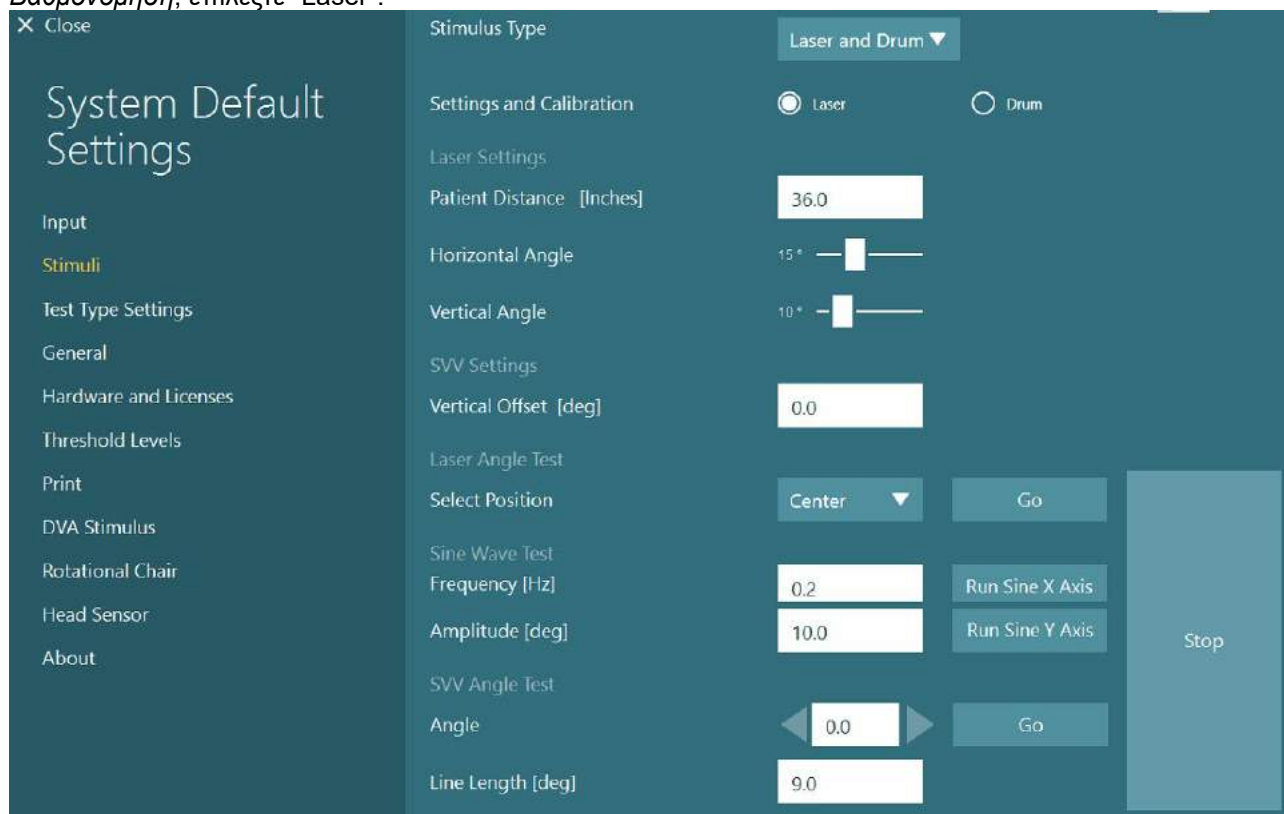 Βαθμονόμηση, επιλέξτε "Laser".
Close
System Default
Settings
Input
Stimuli
Test Type Settings
General
Hardware and Licenses
Threshold Levels
Print
DVA Stimulus
Rotational Chair
Head Sensor
About
Stimulus Type
Laser and Drum
Settings and Calibration
Laser
Drum
Laser Settings
Patient Distance [Inches]
36.0
Horizontal Angle
15°
Vertical Angle
10°
SVV Settings
Vertical Offset [deg]
0.0
Laser Angle Test
Select Position
Center
Go
Sine Wave Test
Frequency [Hz]
0.2
Run Sine X Axis
Amplitude [deg]
10.0
Run Sine Y Axis
Stop
SVV Angle Test
Angle
0.0
Go
Line Length [deg]
9.0